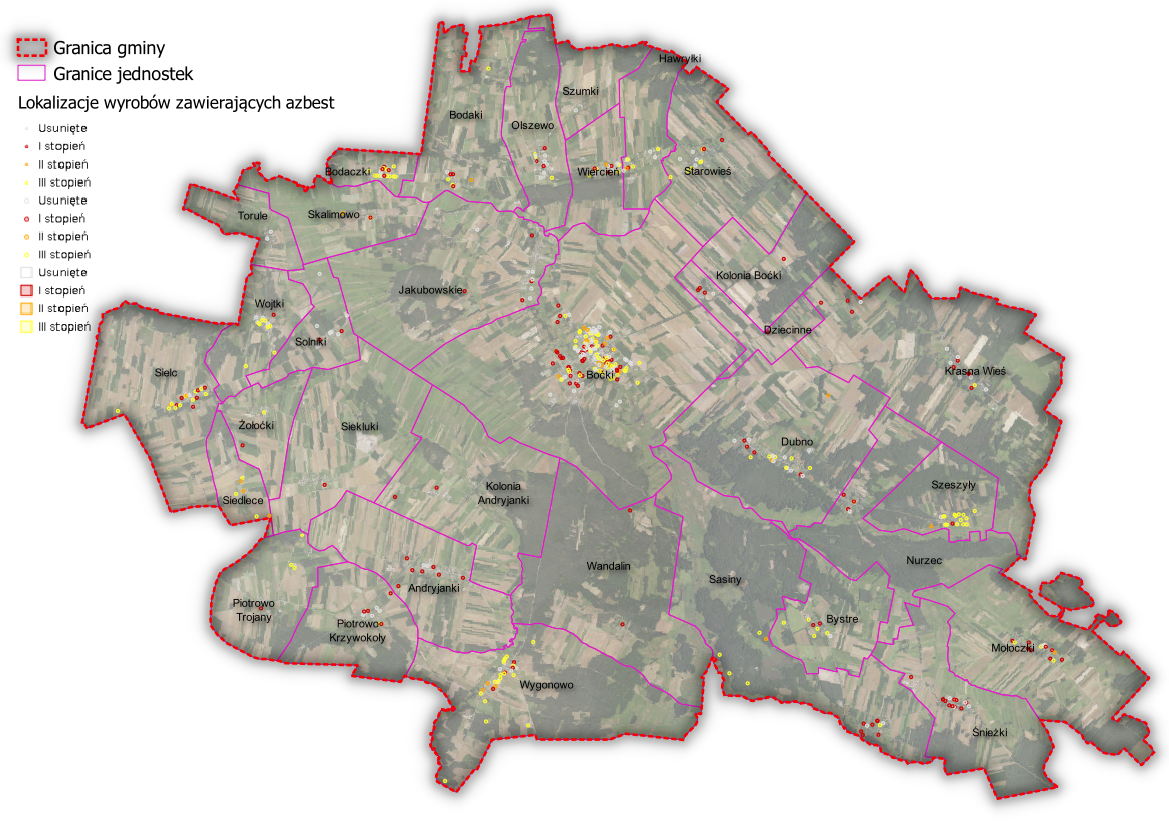 Granica gminy
Granice jednostek
Lokalizacje wyrobów zawierających azbest
Usunięte
I stopień
II stopień
III stopień
Usunięte
I stopień
II stopień
III stopień
Usunięte
I stopień
II stopień
III stopień
Hawryłki
Szumki
Bodaki
Olszewo
Bodaczki
Wiercień
Starowieś
Torule
Skalimowo
Kolonia Boćki
Jakubowskie
Wojtki
Dziecinne
Solniki
Sielc
Boćki
Krasna Wieś
Żołoćki
Siekluki
Dubno
Kolonia
Andryjanki
Szeszyły
Siedlece
Nurzec
Wandalin
Sasiny
Andryjanki
Piotrowo
Trojany
Piotrowo
Krzywokoły
Bystre
Mołoczki
Wygonowo
Śnieżki